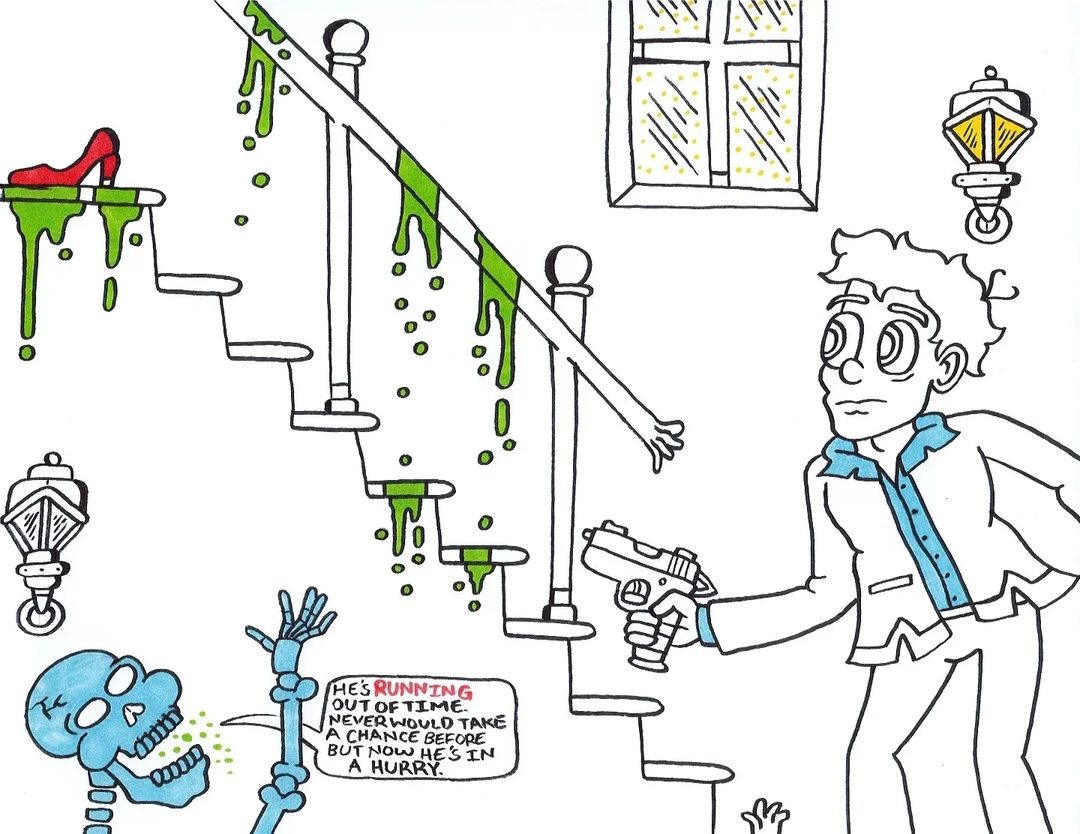 HE'S RUNNING
OUT OF TIME.
NEVER WOULD TAKE
A CHANCE BEFORE
BUT NOW HE'S IN
A HURRY.